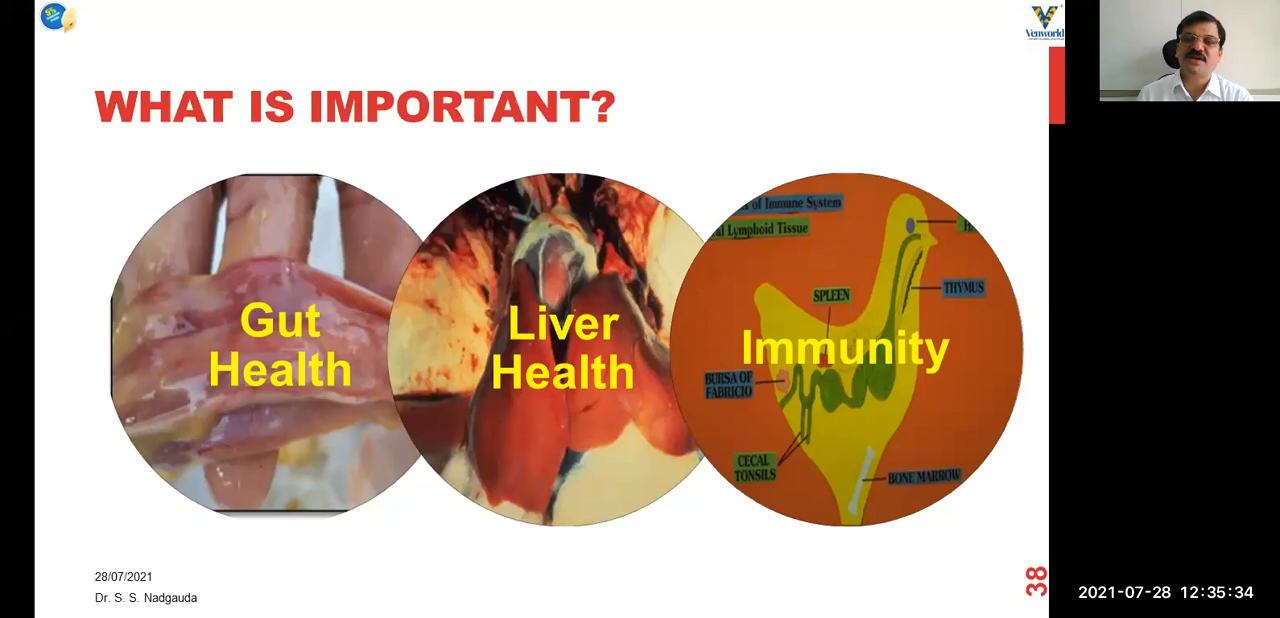 5%
Venworld
WHAT IS IMPORTANT?
Gut
Health
Liver
Health
Immunity
of Immune System
Lymphoid Tissue
THYMUS
SPLEEN
BURSA OF
FABRICIO
CECAL
TONSILS
BONE MARROW
28/07/2021
Dr. S. S. Nadgauda
38
2021-07-28 12:35:34